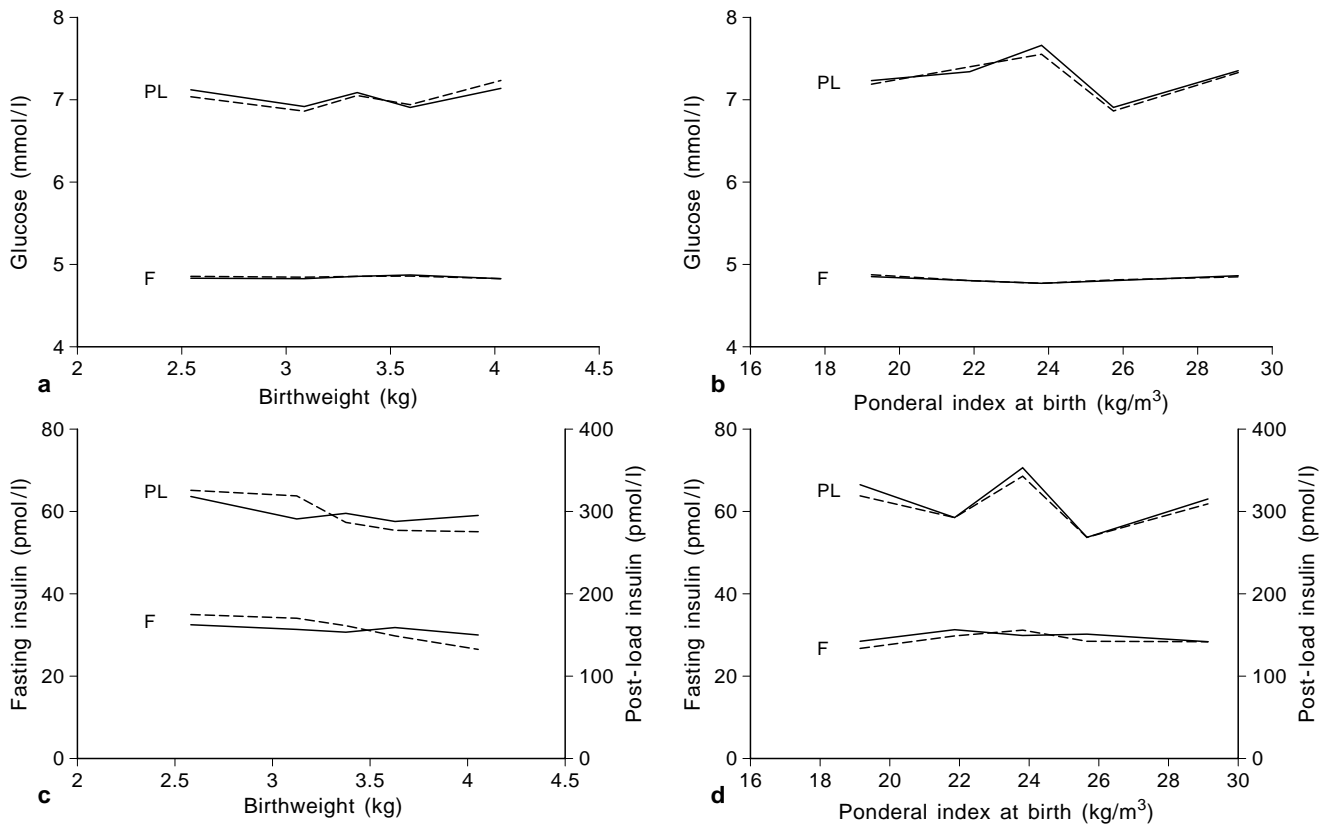 8
7
6
5
4
Glucose (mmol/l)
PL
F
2 2.5 3 3.5 4 4.5
a
Birthweight (kg)
8
7
6
5
4
Glucose (mmol/l)
PL
F
16 18 20 22 24 26 28 30
b
Ponderal index at birth (kg/m³)
80
60
40
20
0
Fasting insulin (pmol/l)
PL
F
400
300
200
100
0
Post-load insulin (pmol/l)
2 2.5 3 3.5 4 4.5
c
Birthweight (kg)
80
60
40
20
0
Fasting insulin (pmol/l)
PL
F
400
300
200
100
0
Post-load insulin (pmol/l)
16 18 20 22 24 26 28 30
d
Ponderal index at birth (kg/m³)